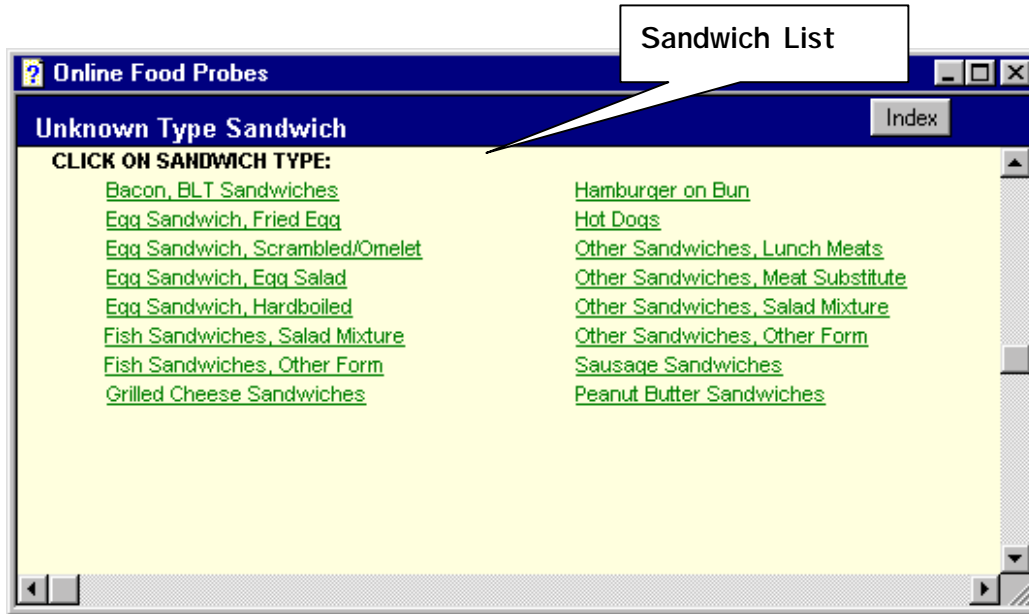 Sandwich List
Online Food Probes
Unknown Type Sandwich
Index
CLICK ON SANDWICH TYPE:
Bacon, BLT Sandwiches
Egg Sandwich, Fried Egg
Egg Sandwich, Scrambled/Omelet
Egg Sandwich, Egg Salad
Egg Sandwich, Hardboiled
Fish Sandwiches, Salad Mixture
Fish Sandwiches, Other Form
Grilled Cheese Sandwiches
Hamburger on Bun
Hot Dogs
Other Sandwiches, Lunch Meats
Other Sandwiches, Meat Substitute
Other Sandwiches, Salad Mixture
Other Sandwiches, Other Form
Sausage Sandwiches
Peanut Butter Sandwiches